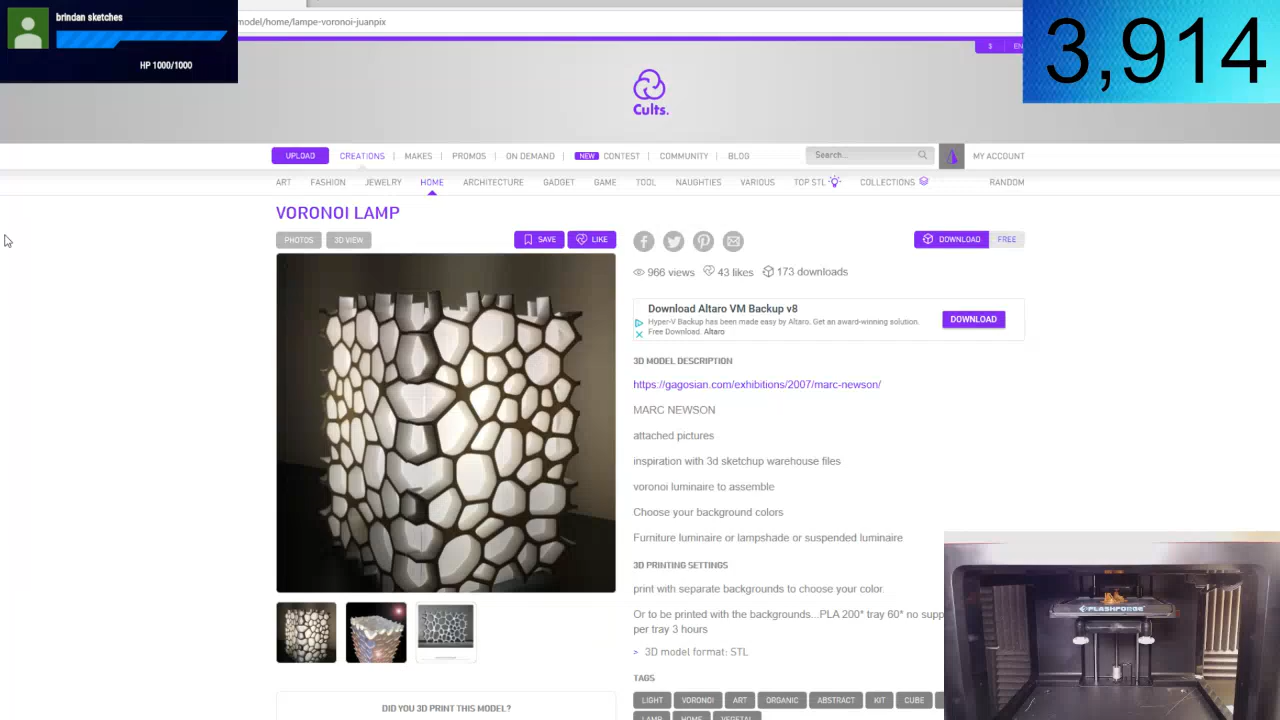 brindan sketches
HP 1000/1000
model/home/lampe-voronoi-juanpix
3,914
$ EN
Cults.
UPLOAD CREATIONS | MAKES | PROMOS | ON DEMAND | NEW CONTEST | COMMUNITY | BLOG Search... MY ACCOUNT
ART FASHION JEWELRY HOME ARCHITECTURE GADGET GAME TOOL NAUGHTIES VARIOUS TOP STL COLLECTIONS RANDOM
VORONOI LAMP
PHOTOS 3D VIEW SAVE LIKE
DOWNLOAD FREE
966 views 43 likes 173 downloads
Download Altaro VM Backup v8
Hyper-V Backup has been made easy by Altaro. Get an award-winning solution.
Free Download. Altaro
DOWNLOAD
3D MODEL DESCRIPTION
https://gagosian.com/exhibitions/2007/marc-newson/
MARC NEWSON
attached pictures
inspiration with 3d sketchup warehouse files
voronoi luminaire to assemble
Choose your background colors
Furniture luminaire or lampshade or suspended luminaire
3D PRINTING SETTINGS
print with separate backgrounds to choose your color.
Or to be printed with the backgrounds...PLA 200° tray 60° no supp
per tray 3 hours
> 3D model format: STL
TAGS
LIGHT VORONOI ART ORGANIC ABSTRACT KIT CUBE
LAMP HOME VEGETAL
DID YOU 3D PRINT THIS MODEL?
FLASHFORGE